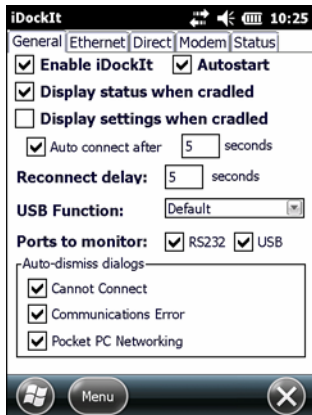 iDockIt 10:25
General Ethernet Direct Modem Status
Enable iDockIt Autostart
Display status when cradled
Display settings when cradled
Auto connect after 5 seconds
Reconnect delay: 5 seconds
USB Function: Default
Ports to monitor: RS232 USB
Auto-dismiss dialogs
Cannot Connect
Communications Error
Pocket PC Networking
Menu